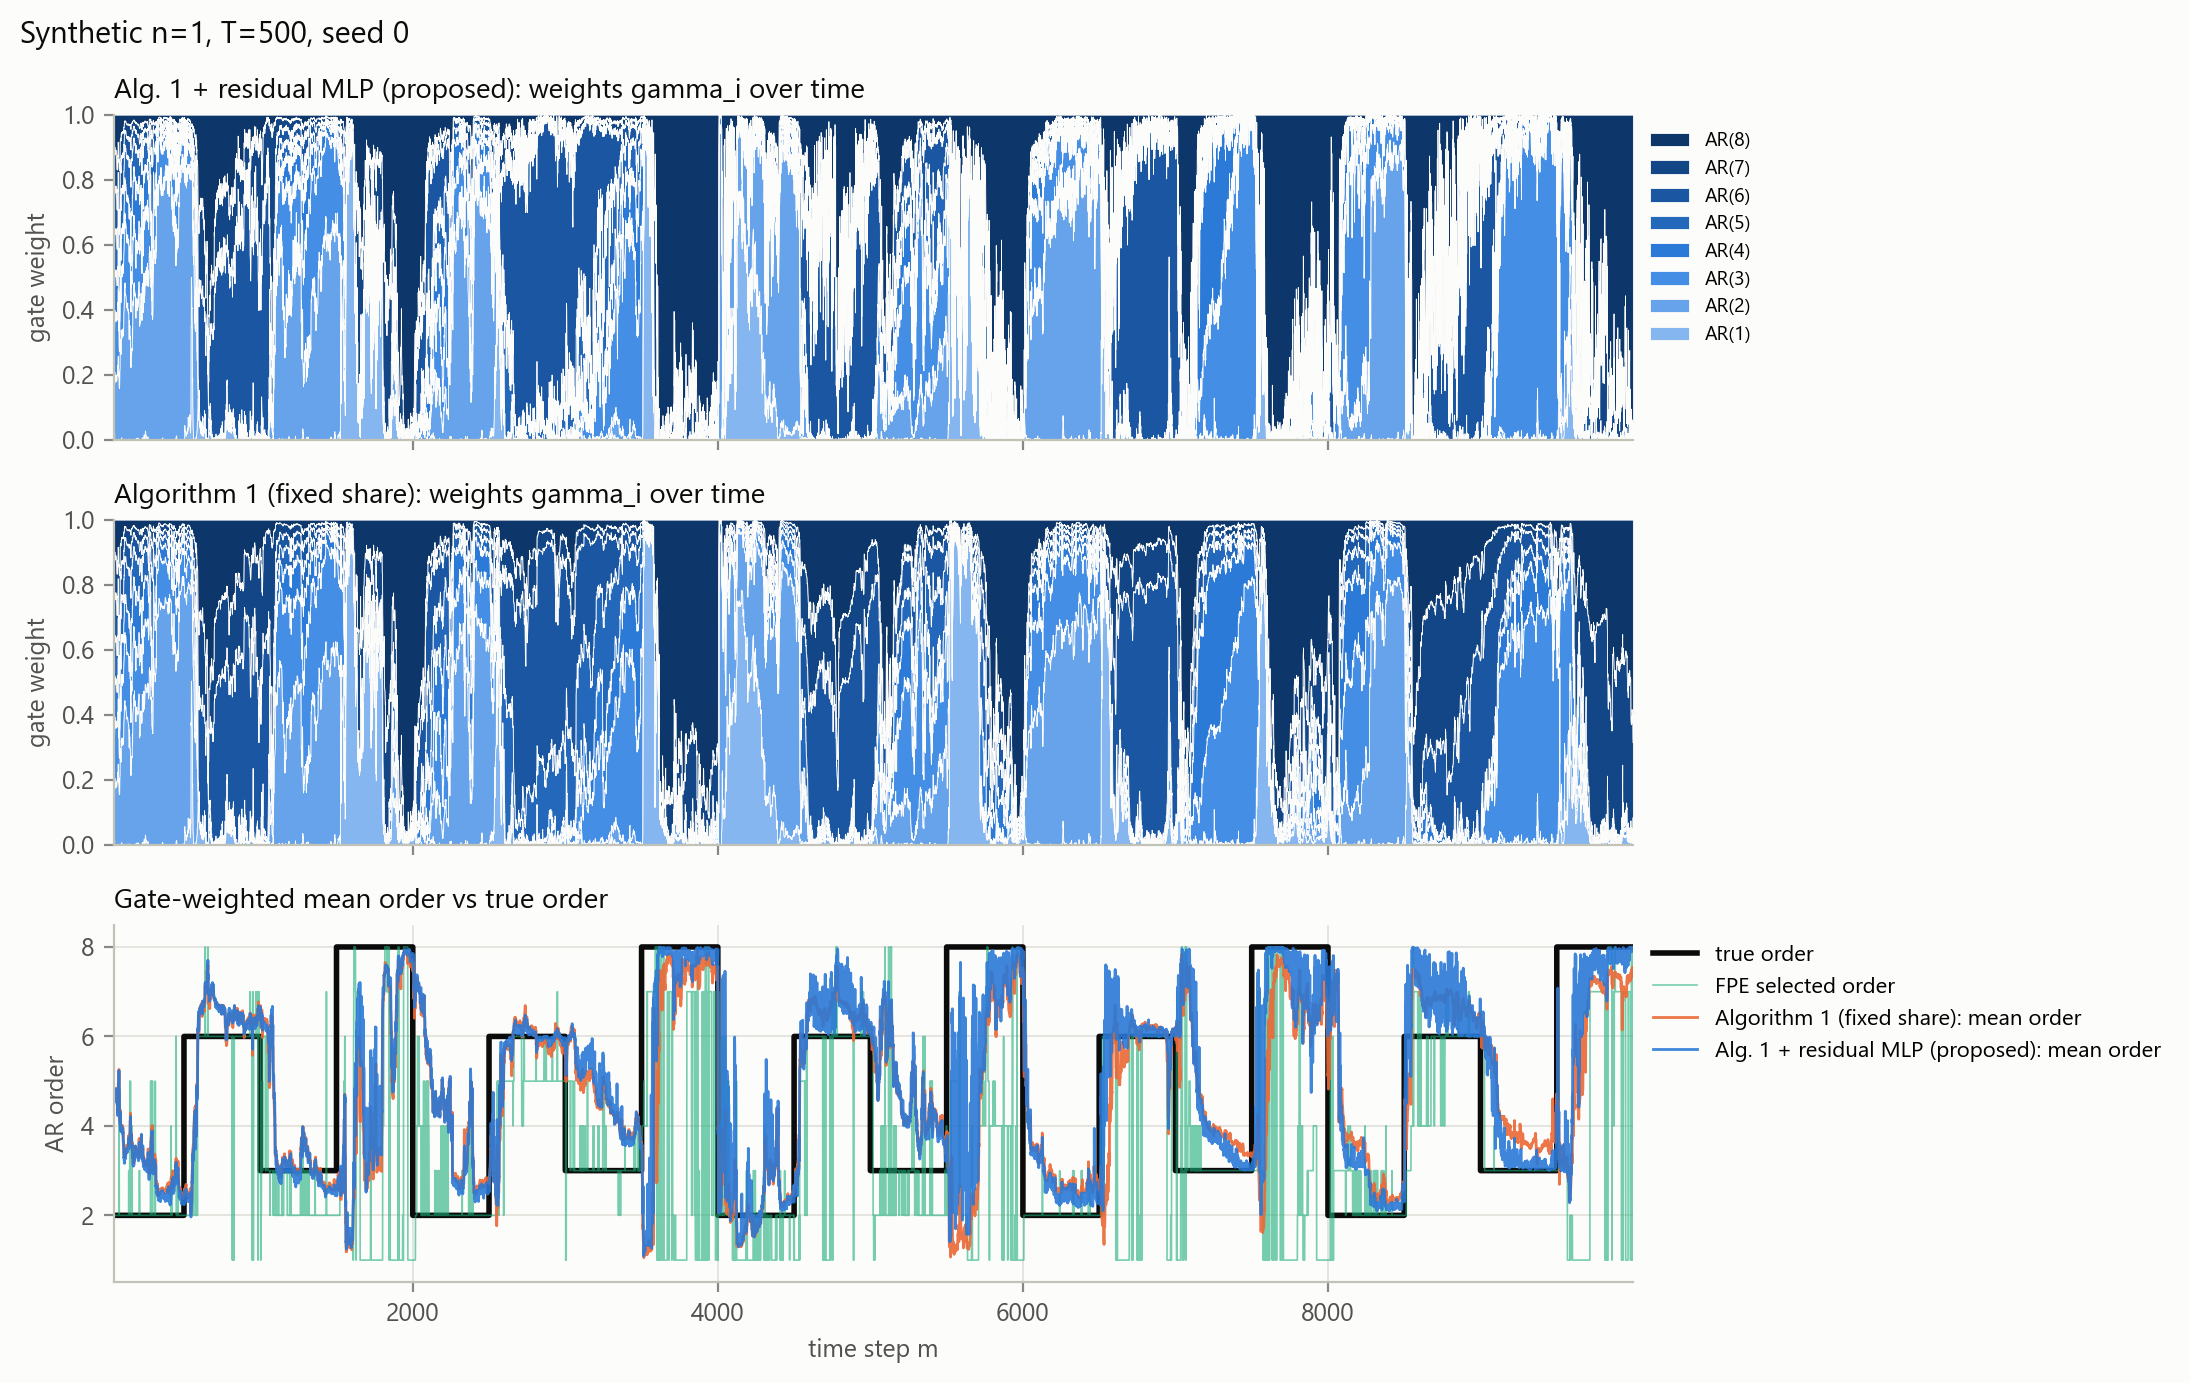 Synthetic n=1, T=500, seed 0
Alg. 1 + residual MLP (proposed): weights gamma_i over time
1.0
0.8
0.6
0.4
0.2
0.0
gate weight
AR(8)
AR(7)
AR(6)
AR(5)
AR(4)
AR(3)
AR(2)
AR(1)
Algorithm 1 (fixed share): weights gamma_i over time
1.0
0.8
0.6
0.4
0.2
0.0
gate weight
Gate-weighted mean order vs true order
8
6
4
2
AR order
true order
FPE selected order
Algorithm 1 (fixed share): mean order
Alg. 1 + residual MLP (proposed): mean order
2000
4000
6000
8000
time step m